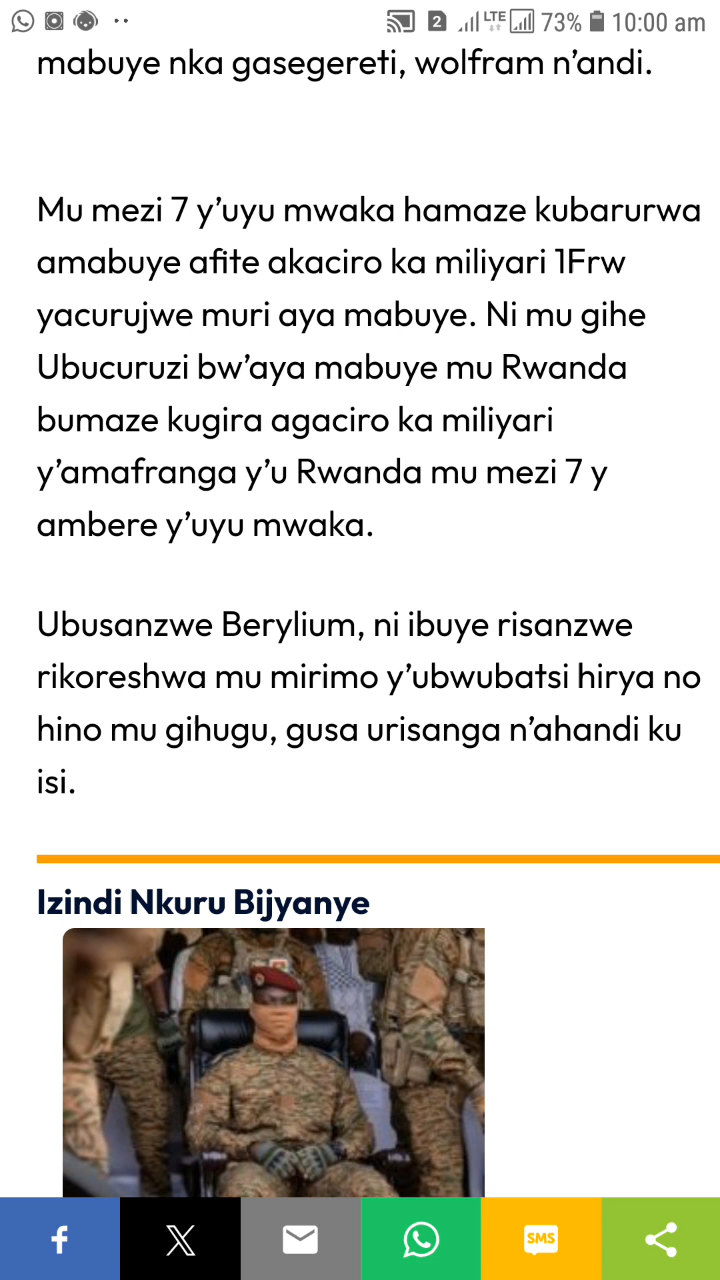 2 LTE 73% 10:00 am
mabuye nka gasegereti, wolfram n’andi.
Mu mezi 7 y’uyu mwaka hamaze kubarurwa
amabuye afite akaciro ka miliyari 1Frw
yacurujwe muri aya mabuye. Ni mu gihe
Ubucuruzi bw’aya mabuye mu Rwanda
bumaze kugira agaciro ka miliyari
y’amafranga y’u Rwanda mu mezi 7 y
ambere y’uyu mwaka.
Ubusanzwe Berylium, ni ibuye risanzwe
rikoreshwa mu mirimo y’ubwubatsi hirya no
hino mu gihugu, gusa urisanga n’ahandi ku
isi.
Izindi Nkuru Bijyanye
SMS